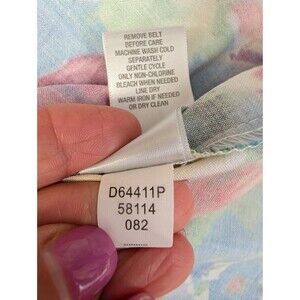 REMOVE BELT
BEFORE CARE
MACHINE WASH COLD
SEPARATELY
GENTLE CYCLE
ONLY NON-CHLORINE
BLEACH WHEN NEEDED
LINE DRY
WARM IRON IF NEEDED
OR DRY CLEAN
D64411P
58114
082